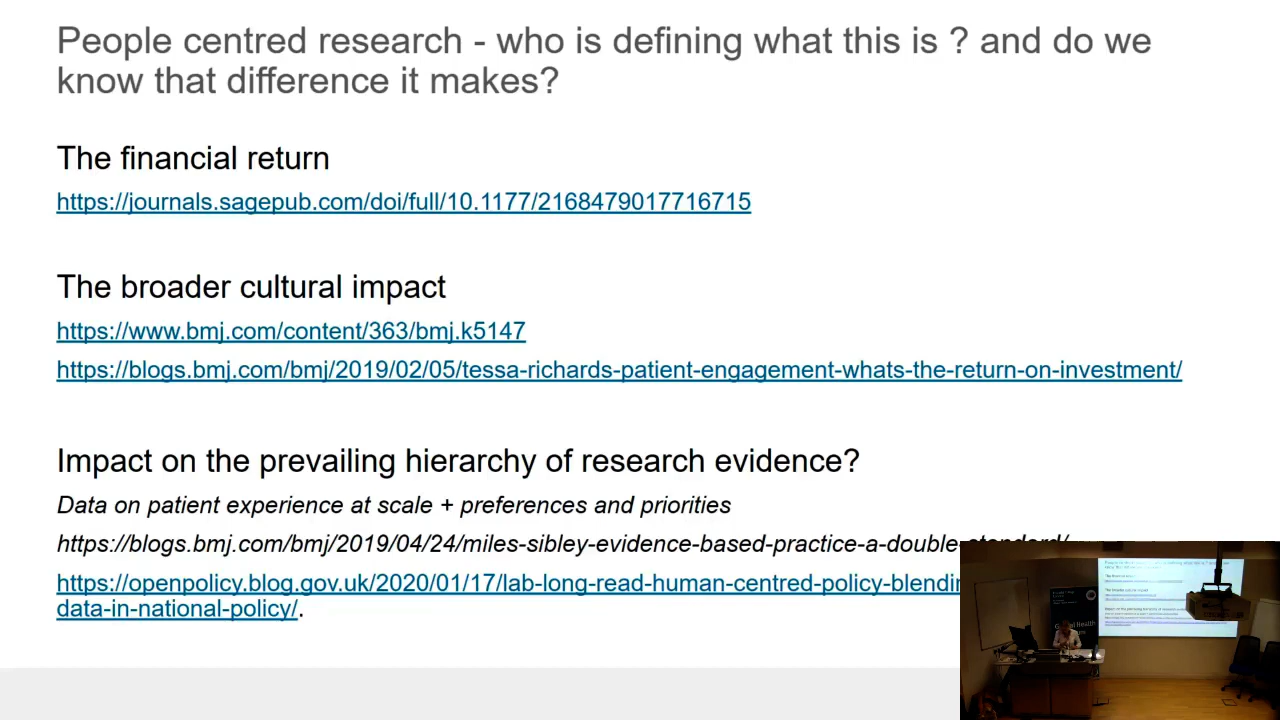 People centred research - who is defining what this is ? and do we
know that difference it makes?
The financial return
https://journals.sagepub.com/doi/full/10.1177/2168479017716715
The broader cultural impact
https://www.bmj.com/content/363/bmj.k5147
https://blogs.bmj.com/bmj/2019/02/05/tessa-richards-patient-engagement-whats-the-return-on-investment/
Impact on the prevailing hierarchy of research evidence?
Data on patient experience at scale + preferences and priorities
https://blogs.bmj.com/bmj/2019/04/24/miles-sibley-evidence-based-practice-a-double-standard/
https://openpolicy.blog.gov.uk/2020/01/17/lab-long-read-human-centred-policy-blendin
data-in-national-policy/.